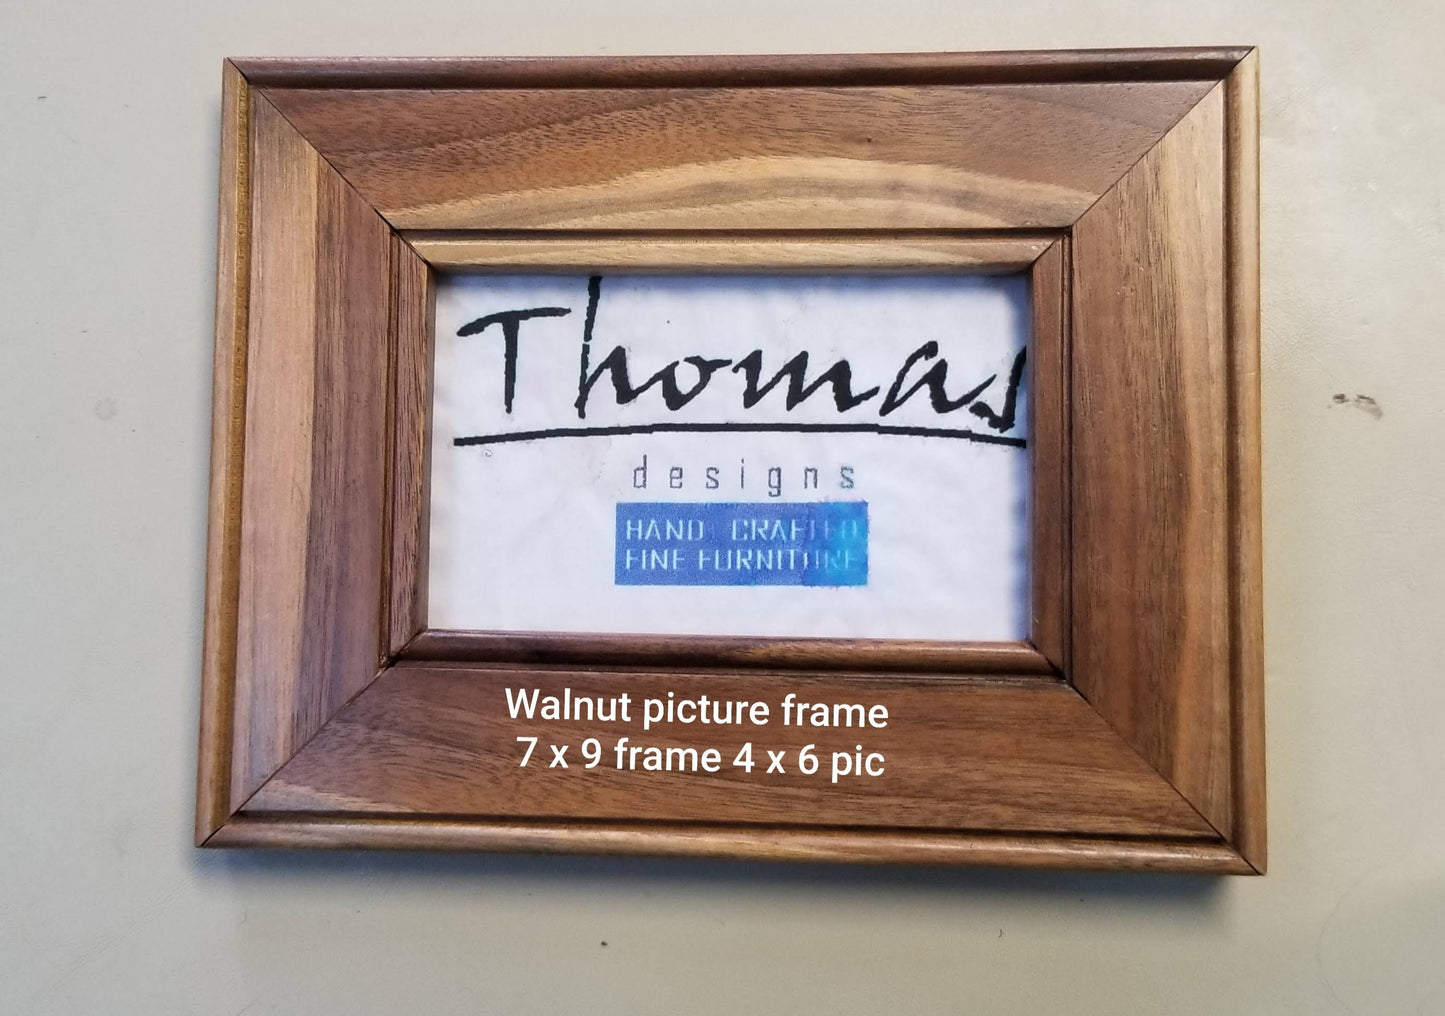 Thomas
designs
HAND CRAFTED
FINE FURNITURE
Walnut picture frame
7 x 9 frame 4 x 6 pic